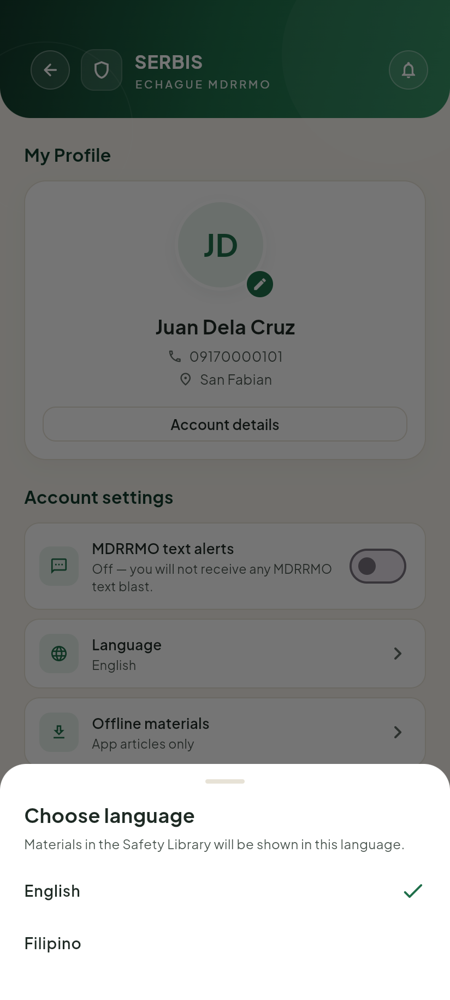 SERBIS
ECHAGUE MDRRMO
My Profile
JD
Juan Dela Cruz
09170000101
San Fabian
Account details
Account settings
MDRRMO text alerts
Off — you will not receive any MDRRMO
text blast.
Language
English
Offline materials
App articles only
Choose language
Materials in the Safety Library will be shown in this language.
English
Filipino